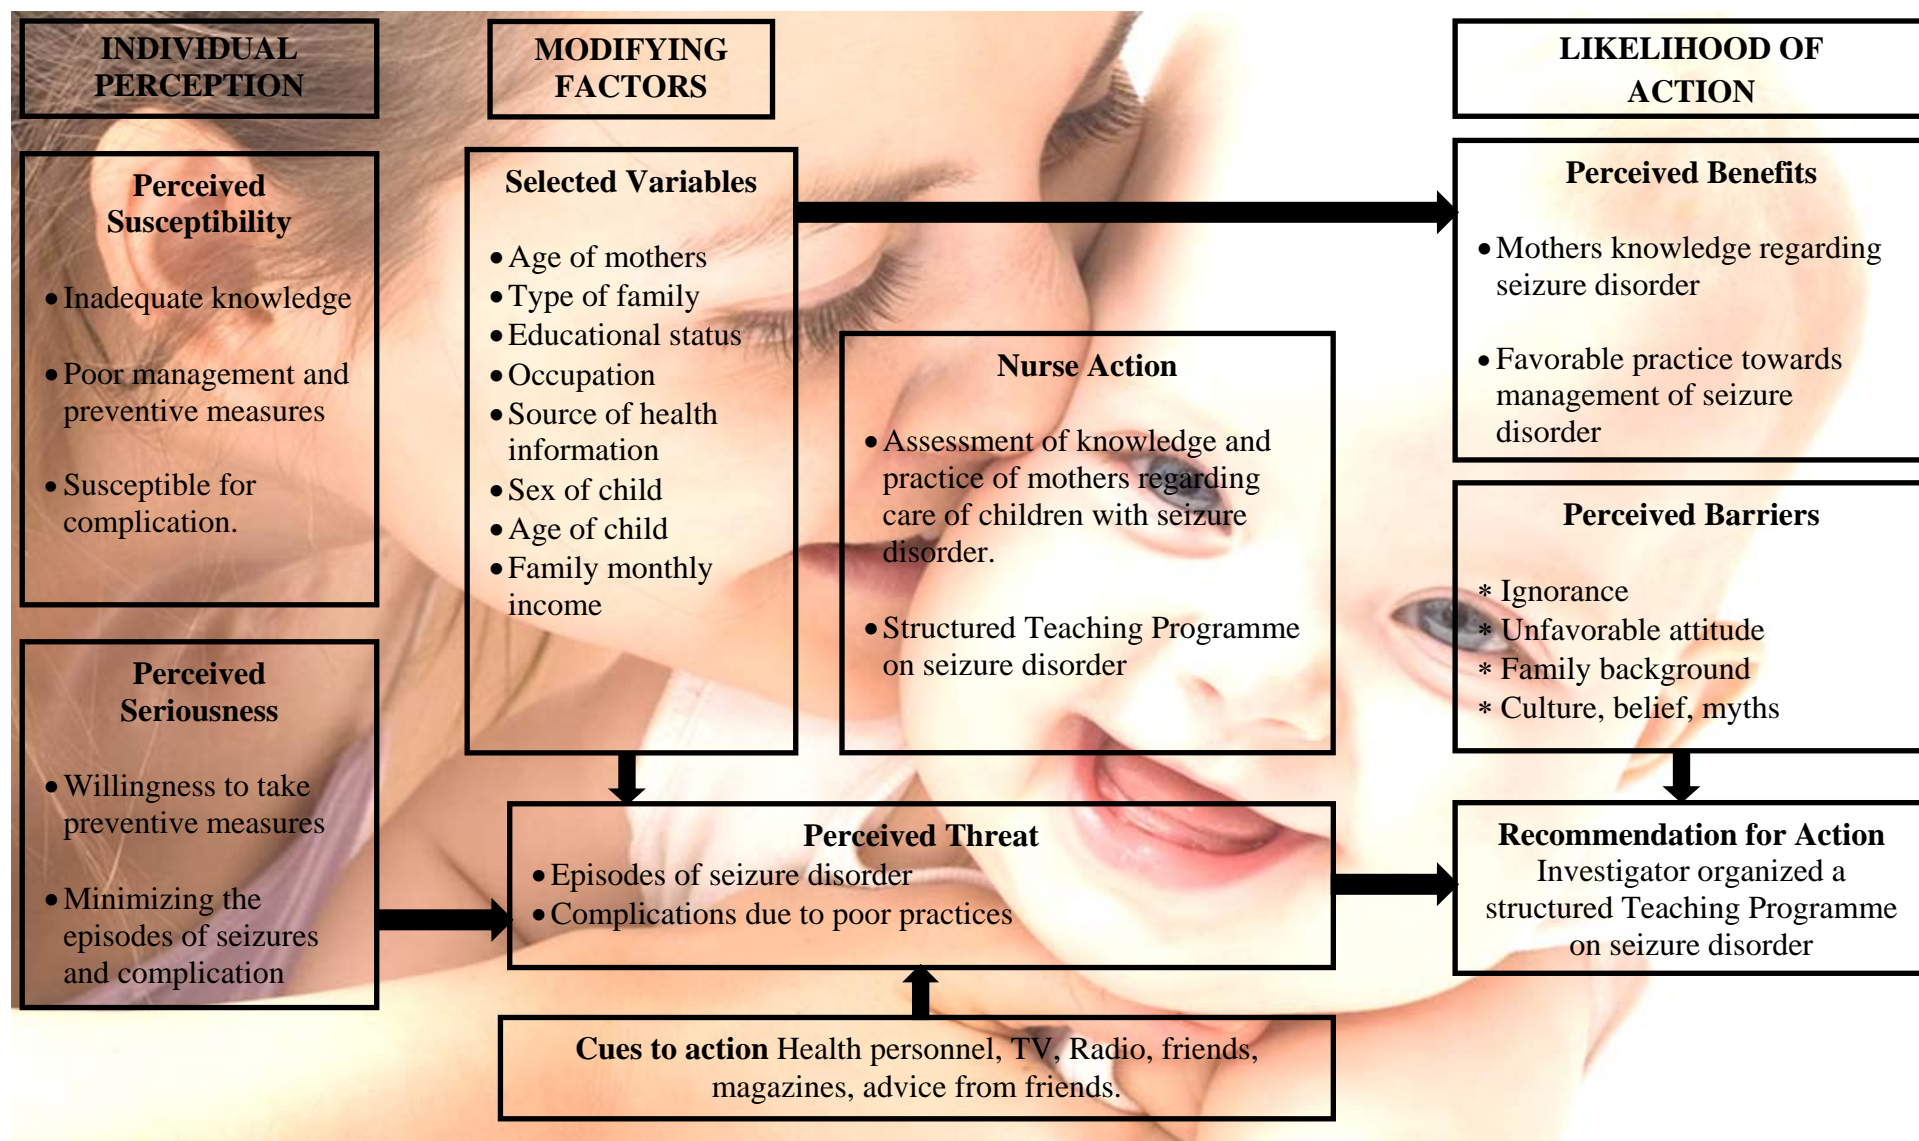 INDIVIDUAL
PERCEPTION
MODIFYING
FACTORS
LIKELIHOOD OF
ACTION
Perceived
Susceptibility
• Inadequate knowledge
• Poor management and
preventive measures
• Susceptible for
complication.
Perceived
Seriousness
• Willingness to take
preventive measures
• Minimizing the
episodes of seizures
and complication
Selected Variables
• Age of mothers
• Type of family
• Educational status
• Occupation
• Source of health
information
• Sex of child
• Age of child
• Family monthly
income
Nurse Action
• Assessment of knowledge and
practice of mothers regarding
care of children with seizure
disorder.
• Structured Teaching Programme
on seizure disorder
Perceived Threat
• Episodes of seizure disorder
• Complications due to poor practices
Cues to action Health personnel, TV, Radio, friends,
magazines, advice from friends.
Perceived Benefits
• Mothers knowledge regarding
seizure disorder
• Favorable practice towards
management of seizure
disorder
Perceived Barriers
* Ignorance
* Unfavorable attitude
* Family background
* Culture, belief, myths
Recommendation for Action
Investigator organized a
structured Teaching Programme
on seizure disorder